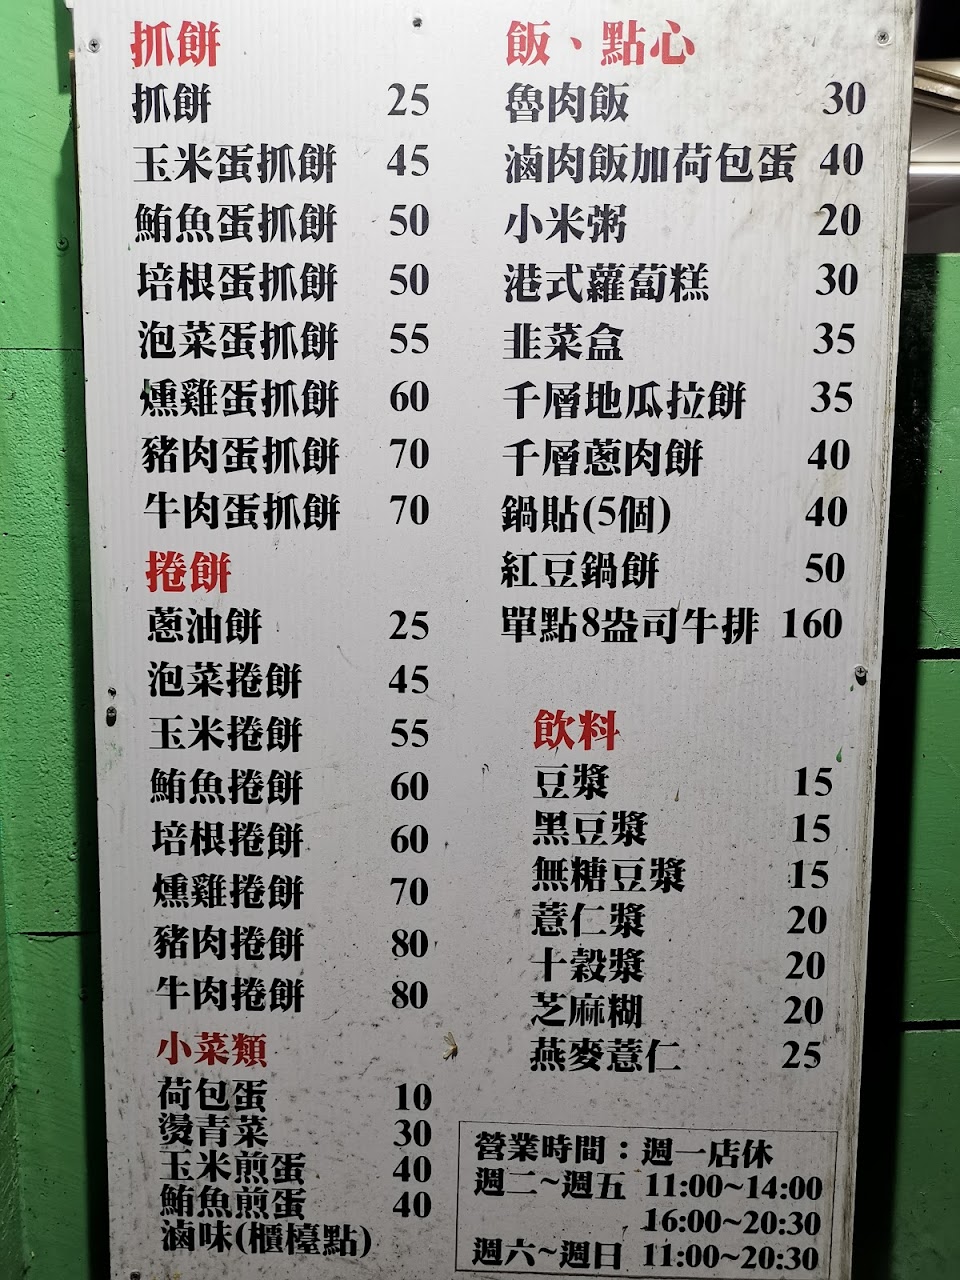 抓餅
抓餅 25
玉米蛋抓餅 45
鮪魚蛋抓餅 50
培根蛋抓餅 50
泡菜蛋抓餅 55
燻雞蛋抓餅 60
豬肉蛋抓餅 70
牛肉蛋抓餅 70
捲餅
蔥油餅 25
泡菜捲餅 45
玉米捲餅 55
鮪魚捲餅 60
培根捲餅 60
燻雞捲餅 70
豬肉捲餅 80
牛肉捲餅 80
小菜類
荷包蛋 10
燙青菜 30
玉米煎蛋 40
鮪魚煎蛋 40
滷味(櫃檯點)
飯、點心
魯肉飯 30
滷肉飯加荷包蛋 40
小米粥 20
港式蘿蔔糕 30
韭菜盒 35
千層地瓜拉餅 35
千層蔥肉餅 40
鍋貼(5個) 40
紅豆鍋餅 50
單點8盎司牛排 160
飲料
豆漿 15
黑豆漿 15
無糖豆漿 15
薏仁漿 20
十穀漿 20
芝麻糊 20
燕麥薏仁 25
營業時間：週一店休
週二~週五 11:00~14:00
16:00~20:30
週六~週日 11:00~20:30